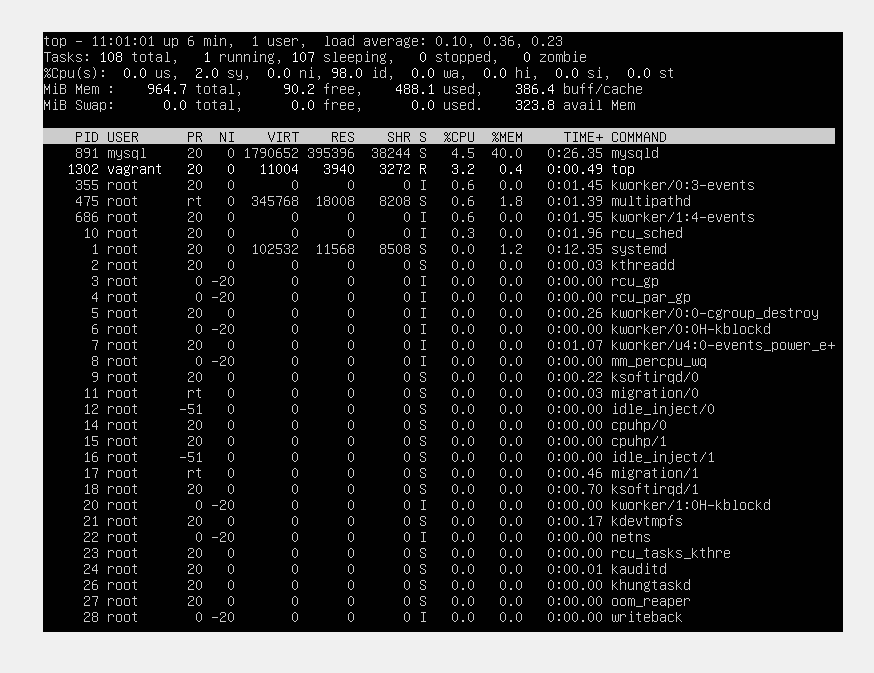 top - 11:01:01 up 6 min,  1 user,  load average: 0.10, 0.36, 0.23
Tasks: 108 total,   1 running, 107 sleeping,   0 stopped,   0 zombie
%Cpu(s):  0.0 us,  2.0 sy,  0.0 ni, 98.0 id,  0.0 wa,  0.0 hi,  0.0 si,  0.0 st
MiB Mem :    964.7 total,     90.2 free,    488.1 used,    386.4 buff/cache
MiB Swap:      0.0 total,      0.0 free,      0.0 used.    323.8 avail Mem
    PID USER      PR  NI    VIRT    RES    SHR S  %CPU  %MEM     TIME+ COMMAND
    891 mysql     20   0 1790652 395396  38244 S   4.5  40.0   0:26.35 mysqld
   1302 vagrant   20   0   11004   3940   3272 R   3.2   0.4   0:00.49 top
    355 root      20   0       0      0      0 I   0.6   0.0   0:01.45 kworker/0:3-events
    475 root      rt   0  345768  18008   8208 S   0.6   1.8   0:01.39 multipathd
    686 root      20   0       0      0      0 I   0.6   0.0   0:01.95 kworker/1:4-events
     10 root      20   0       0      0      0 I   0.3   0.0   0:01.96 rcu_sched
      1 root      20   0  102532  11568   8508 S   0.0   1.2   0:12.35 systemd
      2 root      20   0       0      0      0 S   0.0   0.0   0:00.03 kthreadd
      3 root       0 -20       0      0      0 I   0.0   0.0   0:00.00 rcu_gp
      4 root       0 -20       0      0      0 I   0.0   0.0   0:00.00 rcu_par_gp
      5 root      20   0       0      0      0 I   0.0   0.0   0:00.26 kworker/0:0-cgroup_destroy
      6 root       0 -20       0      0      0 I   0.0   0.0   0:00.00 kworker/0:0H-kblockd
      7 root      20   0       0      0      0 I   0.0   0.0   0:01.07 kworker/u4:0-events_power_e+
      8 root       0 -20       0      0      0 I   0.0   0.0   0:00.00 mm_percpu_wq
      9 root      20   0       0      0      0 S   0.0   0.0   0:00.22 ksoftirqd/0
     11 root      rt   0       0      0      0 S   0.0   0.0   0:00.03 migration/0
     12 root     -51   0       0      0      0 S   0.0   0.0   0:00.00 idle_inject/0
     14 root      20   0       0      0      0 S   0.0   0.0   0:00.00 cpuhp/0
     15 root      20   0       0      0      0 S   0.0   0.0   0:00.00 cpuhp/1
     16 root     -51   0       0      0      0 S   0.0   0.0   0:00.00 idle_inject/1
     17 root      rt   0       0      0      0 S   0.0   0.0   0:00.46 migration/1
     18 root      20   0       0      0      0 S   0.0   0.0   0:00.70 ksoftirqd/1
     20 root       0 -20       0      0      0 I   0.0   0.0   0:00.00 kworker/1:0H-kblockd
     21 root      20   0       0      0      0 S   0.0   0.0   0:00.17 kdevtmpfs
     22 root       0 -20       0      0      0 I   0.0   0.0   0:00.00 netns
     23 root      20   0       0      0      0 S   0.0   0.0   0:00.00 rcu_tasks_kthre
     24 root      20   0       0      0      0 S   0.0   0.0   0:00.01 kauditd
     26 root      20   0       0      0      0 S   0.0   0.0   0:00.00 khungtaskd
     27 root      20   0       0      0      0 S   0.0   0.0   0:00.00 oom_reaper
     28 root       0 -20       0      0      0 I   0.0   0.0   0:00.00 writeback